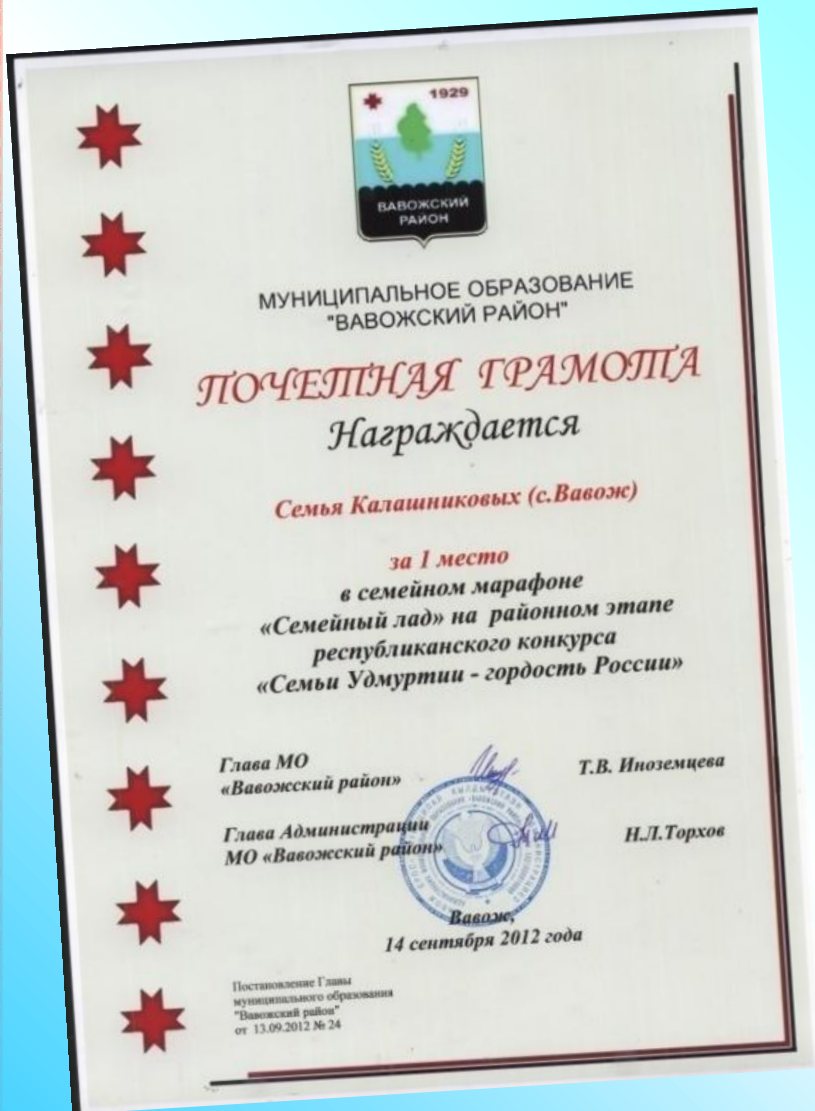 1929
ВАВОЖСКИЙ
РАЙОН
МУНИЦИПАЛЬНОЕ ОБРАЗОВАНИЕ
"ВАВОЖСКИЙ РАЙОН"
ПОЧЕТНАЯ ГРАМОТА
Награждается
Семья Калашниковых (с.Вавож)
за 1 место
в семейном марафоне
«Семейный лад» на районном этапе
республиканского конкурса
«Семьи Удмуртии - гордость России»
Глава МО
«Вавожский район»
Т.В. Иноземцева
Глава Администрации
МО «Вавожский район»
Н.Л.Торхов
Вавож,
14 сентября 2012 года
Постановление Главы
муниципального образования
"Вавожский район"
от 13.09.2012 № 24